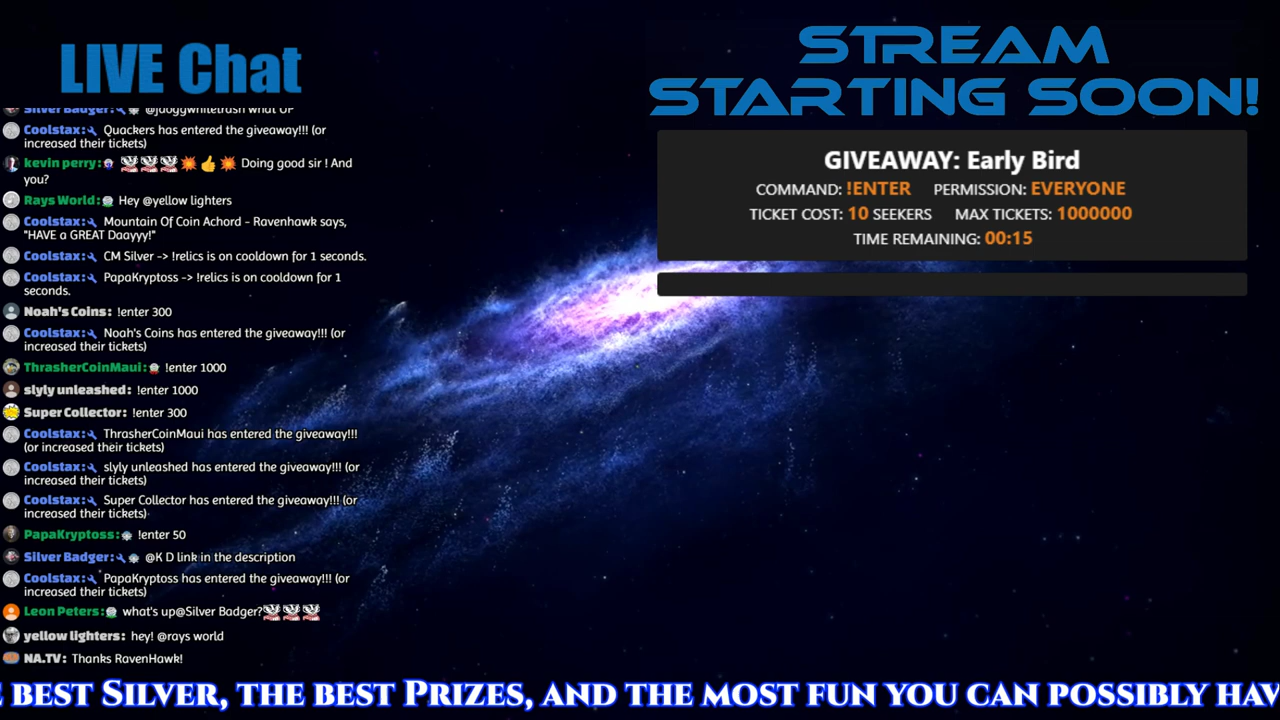 LIVE Chat
Silver Badger: @jdoggwhitetrash what UP
Coolstax: Quackers has entered the giveaway!!! (or
increased their tickets)
kevin perry: Doing good sir ! And
you?
Rays World: Hey @yellow lighters
Coolstax: Mountain Of Coin Achord - Ravenhawk says,
"HAVE a GREAT Daayyy!"
Coolstax: CM Silver -> !relics is on cooldown for 1 seconds.
Coolstax: PapaKryptoss -> !relics is on cooldown for 1
seconds.
Noah's Coins: !enter 300
Coolstax: Noah's Coins has entered the giveaway!!! (or
increased their tickets)
ThrasherCoinMaui: !enter 1000
slyly unleashed: !enter 1000
Super Collector: !enter 300
Coolstax: ThrasherCoinMaui has entered the giveaway!!!
(or increased their tickets)
Coolstax: slyly unleashed has entered the giveaway!!! (or
increased their tickets)
Coolstax: Super Collector has entered the giveaway!!! (or
increased their tickets)
PapaKryptoss: !enter 50
Silver Badger: @K D link in the description
Coolstax: PapaKryptoss has entered the giveaway!!! (or
increased their tickets)
Leon Peters: what's up@Silver Badger?
yellow lighters: hey! @rays world
NA.TV: Thanks RavenHawk!
STREAM
STARTING SOON!
GIVEAWAY: Early Bird
COMMAND: !ENTER PERMISSION: EVERYONE
TICKET COST: 10 SEEKERS MAX TICKETS: 1000000
TIME REMAINING: 00:15
E BEST SILVER, THE BEST PRIZES, AND THE MOST FUN YOU CAN POSSIBLY HAV